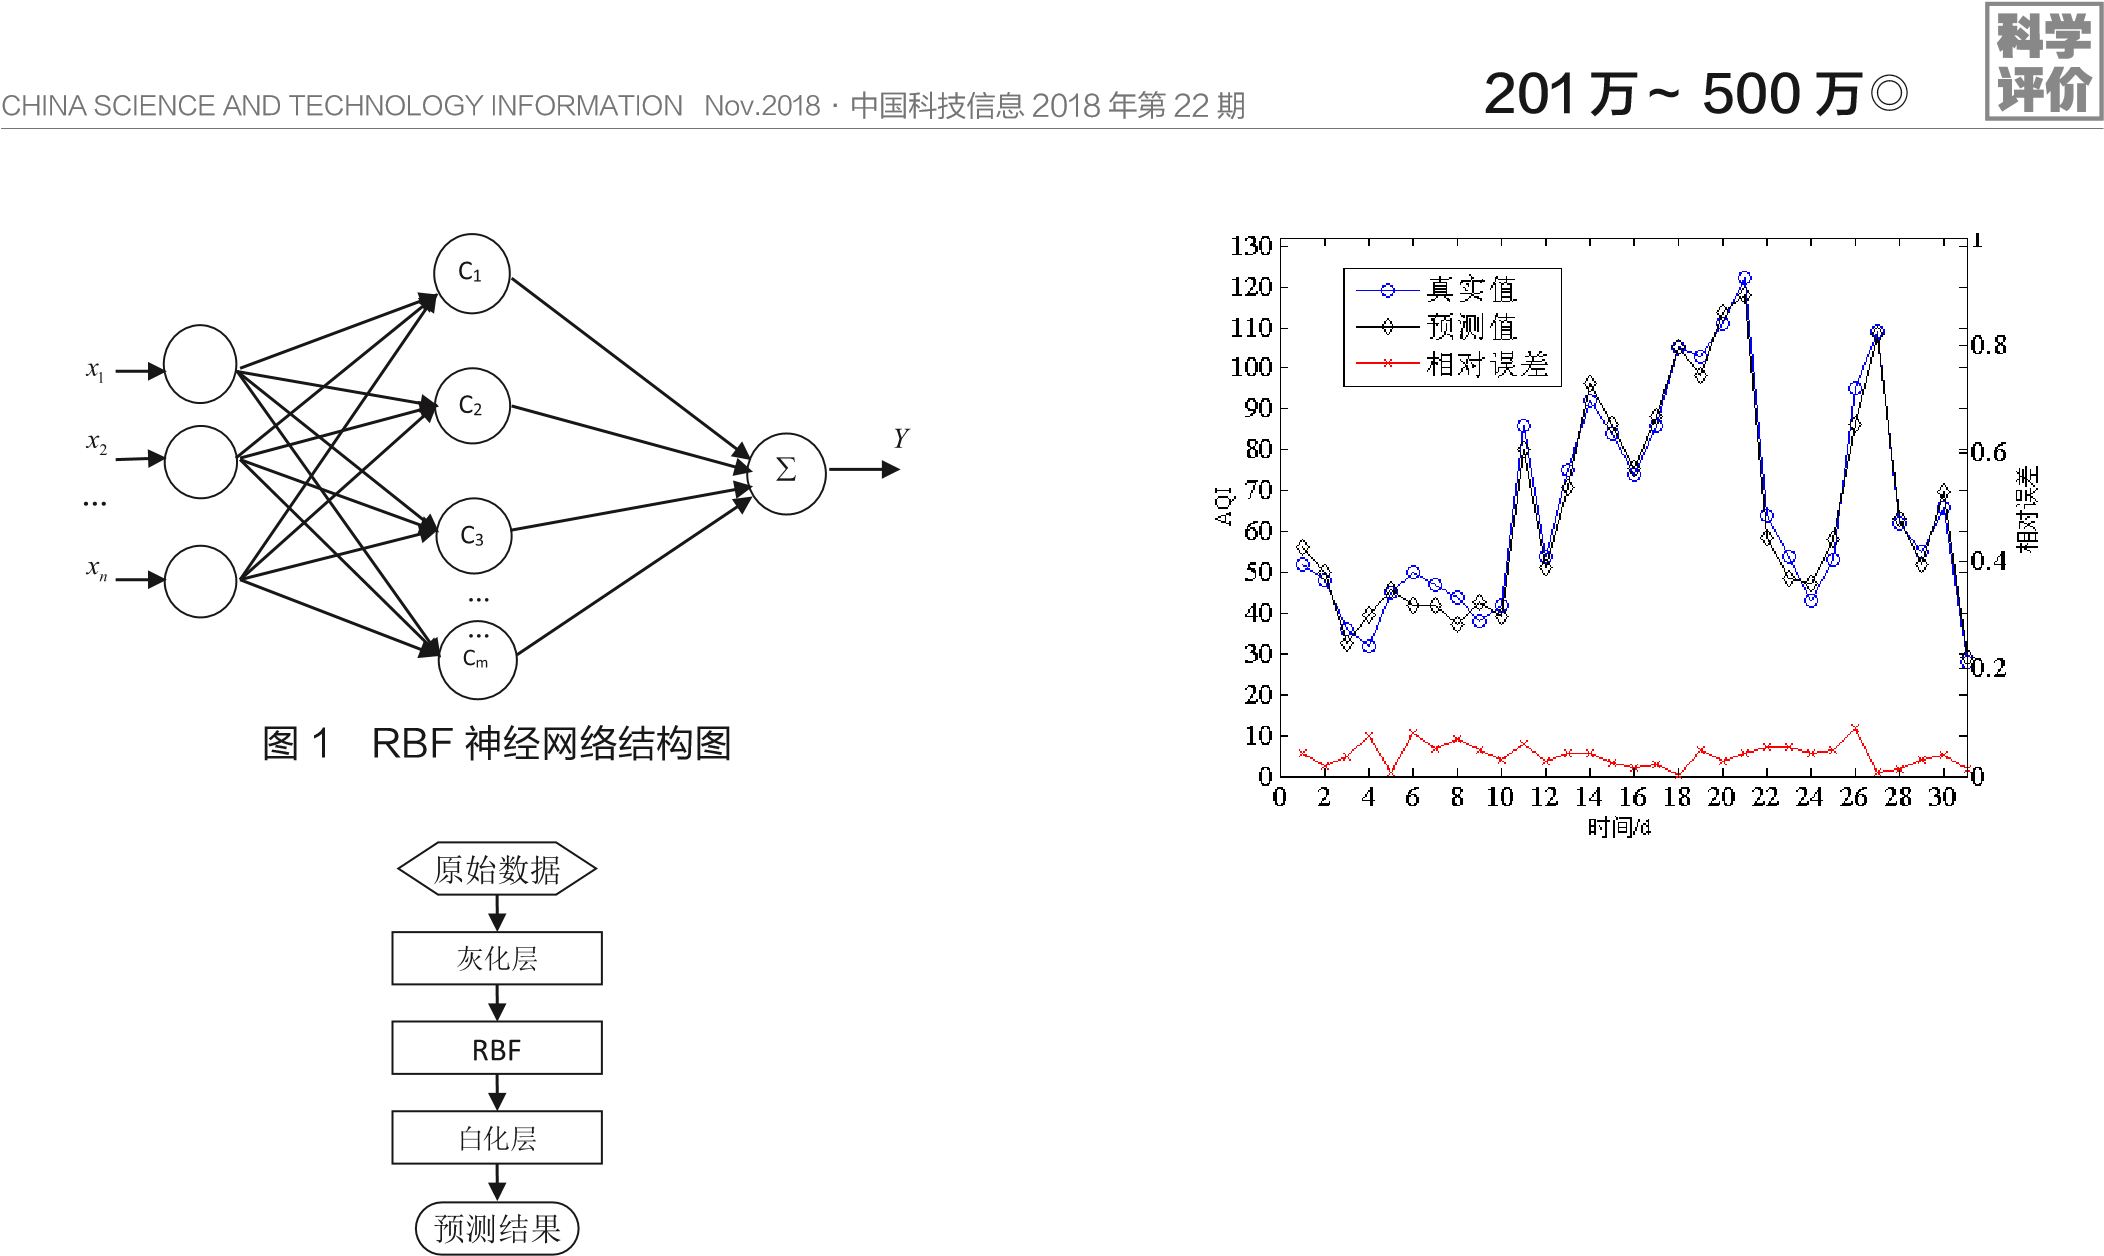 CHINA SCIENCE AND TECHNOLOGY INFORMATION Nov.2018 · 中国科技信息 2018 年第 22 期
201 万 ~ 500 万◎
科学
评价
C1
C2
C3
...
...
Cm
x1
x2
...
xn
Σ
Y
图 1 RBF 神经网络结构图
原始数据
灰化层
RBF
白化层
预测结果
真实值
预测值
相对误差
130
120
110
100
90
80
70
60
50
40
30
20
10
0
AQI
1
0.8
0.6
0.4
0.2
0
相对误差
0 2 4 6 8 10 12 14 16 18 20 22 24 26 28 30
时间/d